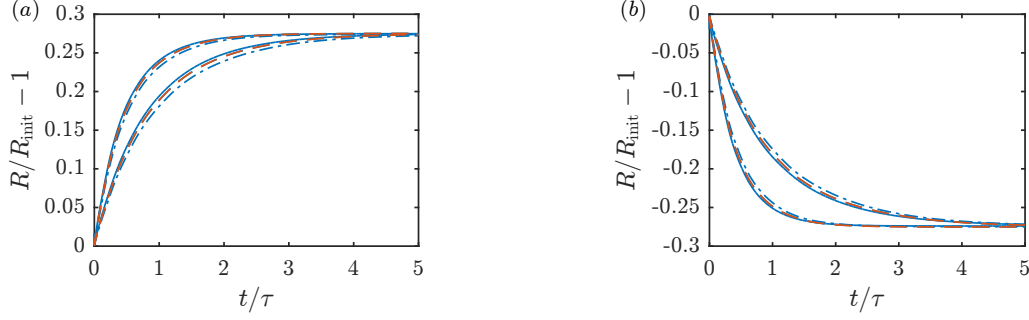 (a)
0.3
0.25
0.2
0.15
0.1
0.05
0
R/R_init − 1
0 1 2 3 4 5
t/τ
(b)
0
-0.05
-0.1
-0.15
-0.2
-0.25
-0.3
R/R_init − 1
0 1 2 3 4 5
t/τ